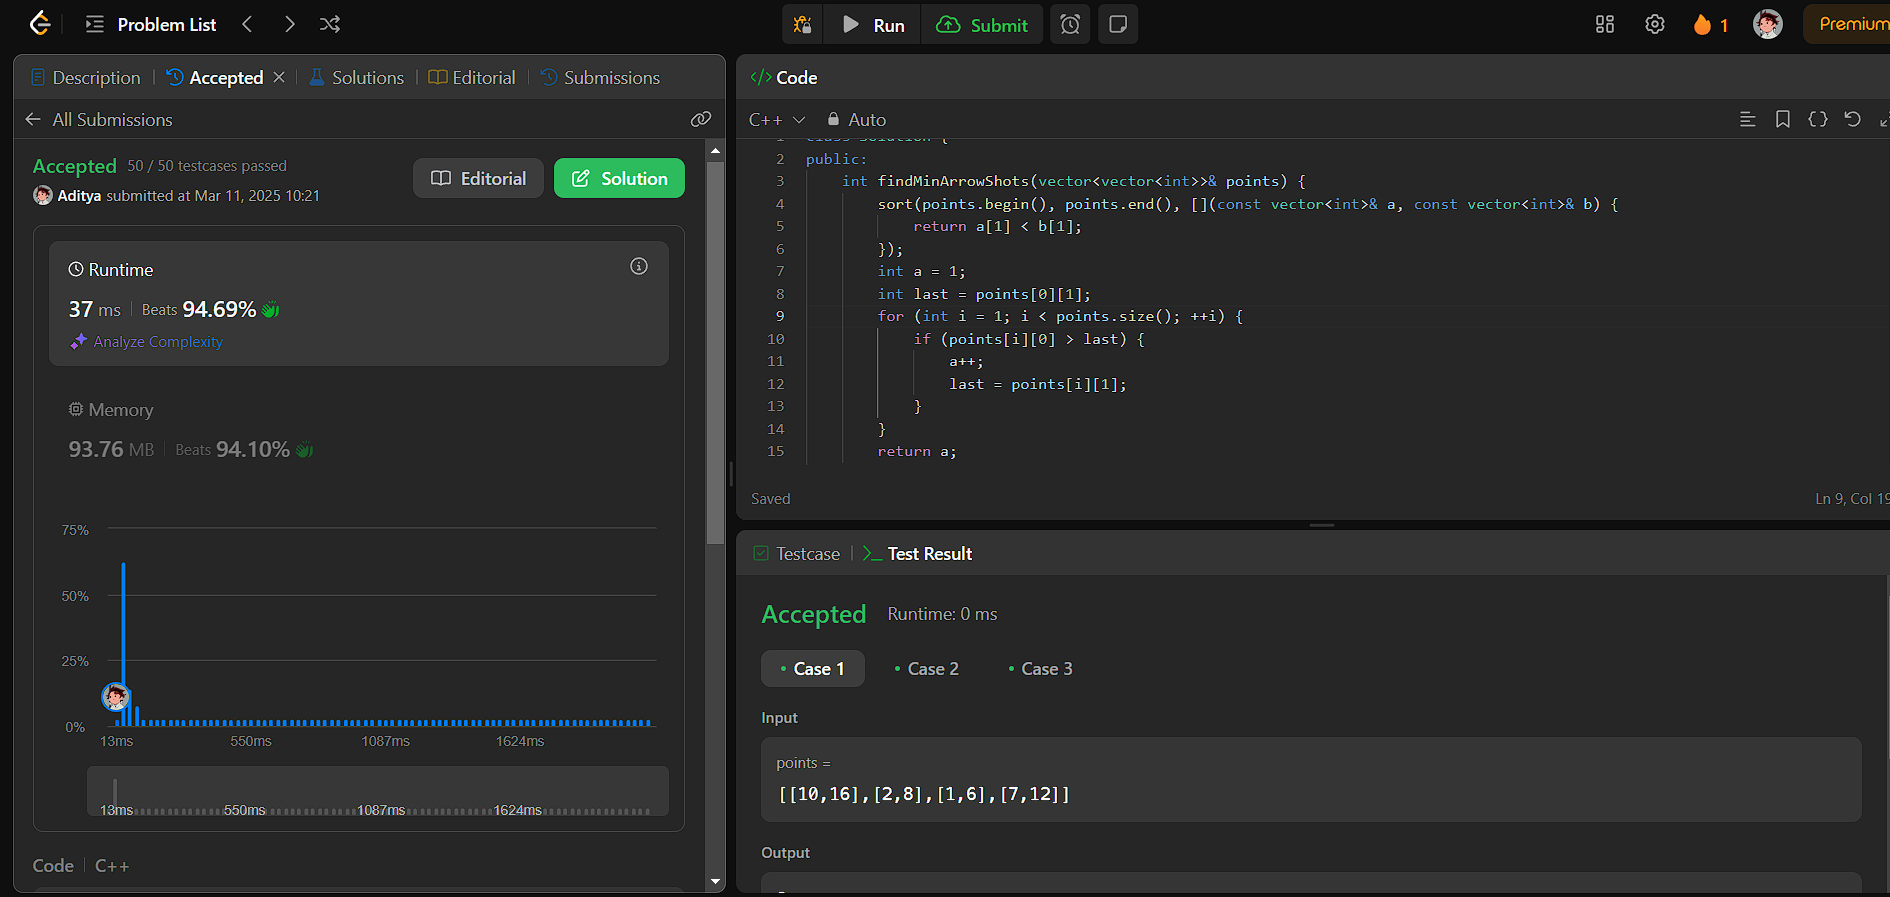 Problem List
Run
Submit
1
Premium
Description
Accepted
Solutions
Editorial
Submissions
All Submissions
Accepted 50 / 50 testcases passed
Aditya submitted at Mar 11, 2025 10:21
Editorial
Solution
Runtime
37 ms Beats 94.69%
Analyze Complexity
Memory
93.76 MB Beats 94.10%
75%
50%
25%
0%
13ms 550ms 1087ms 1624ms
13ms 550ms 1087ms 1624ms
Code C++
</> Code
C++ Auto
1 class Solution {
2 public:
3 int findMinArrowShots(vector<vector<int>>& points) {
4 sort(points.begin(), points.end(), [](const vector<int>& a, const vector<int>& b) {
5 return a[1] < b[1];
6 });
7 int a = 1;
8 int last = points[0][1];
9 for (int i = 1; i < points.size(); ++i) {
10 if (points[i][0] > last) {
11 a++;
12 last = points[i][1];
13 }
14 }
15 return a;
Saved
Ln 9, Col 19
Testcase
>_ Test Result
Accepted Runtime: 0 ms
Case 1 Case 2 Case 3
Input
points =
[[10,16],[2,8],[1,6],[7,12]]
Output